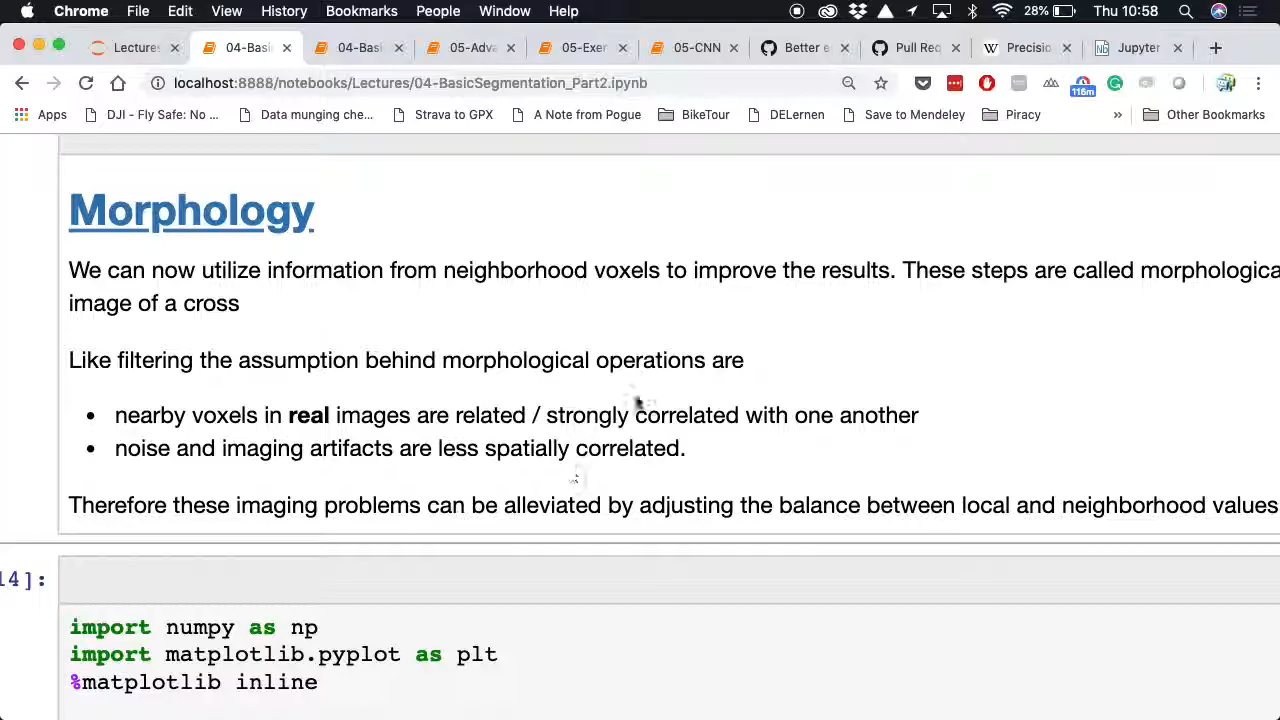 Chrome File Edit View History Bookmarks People Window Help 28% Thu 10:58
Lectures 04-Basi 04-Basi 05-Adva 05-Exer 05-CNN Better e Pull Req Precisio Jupyter
localhost:8888/notebooks/Lectures/04-BasicSegmentation_Part2.ipynb 116m
Apps DJI - Fly Safe: No ... Data munging che... Strava to GPX A Note from Pogue BikeTour DELernen Save to Mendeley Piracy » Other Bookmarks
Morphology
We can now utilize information from neighborhood voxels to improve the results. These steps are called morphologica
image of a cross
Like filtering the assumption behind morphological operations are
• nearby voxels in real images are related / strongly correlated with one another
• noise and imaging artifacts are less spatially correlated.
Therefore these imaging problems can be alleviated by adjusting the balance between local and neighborhood values
14]:
import numpy as np
import matplotlib.pyplot as plt
%matplotlib inline